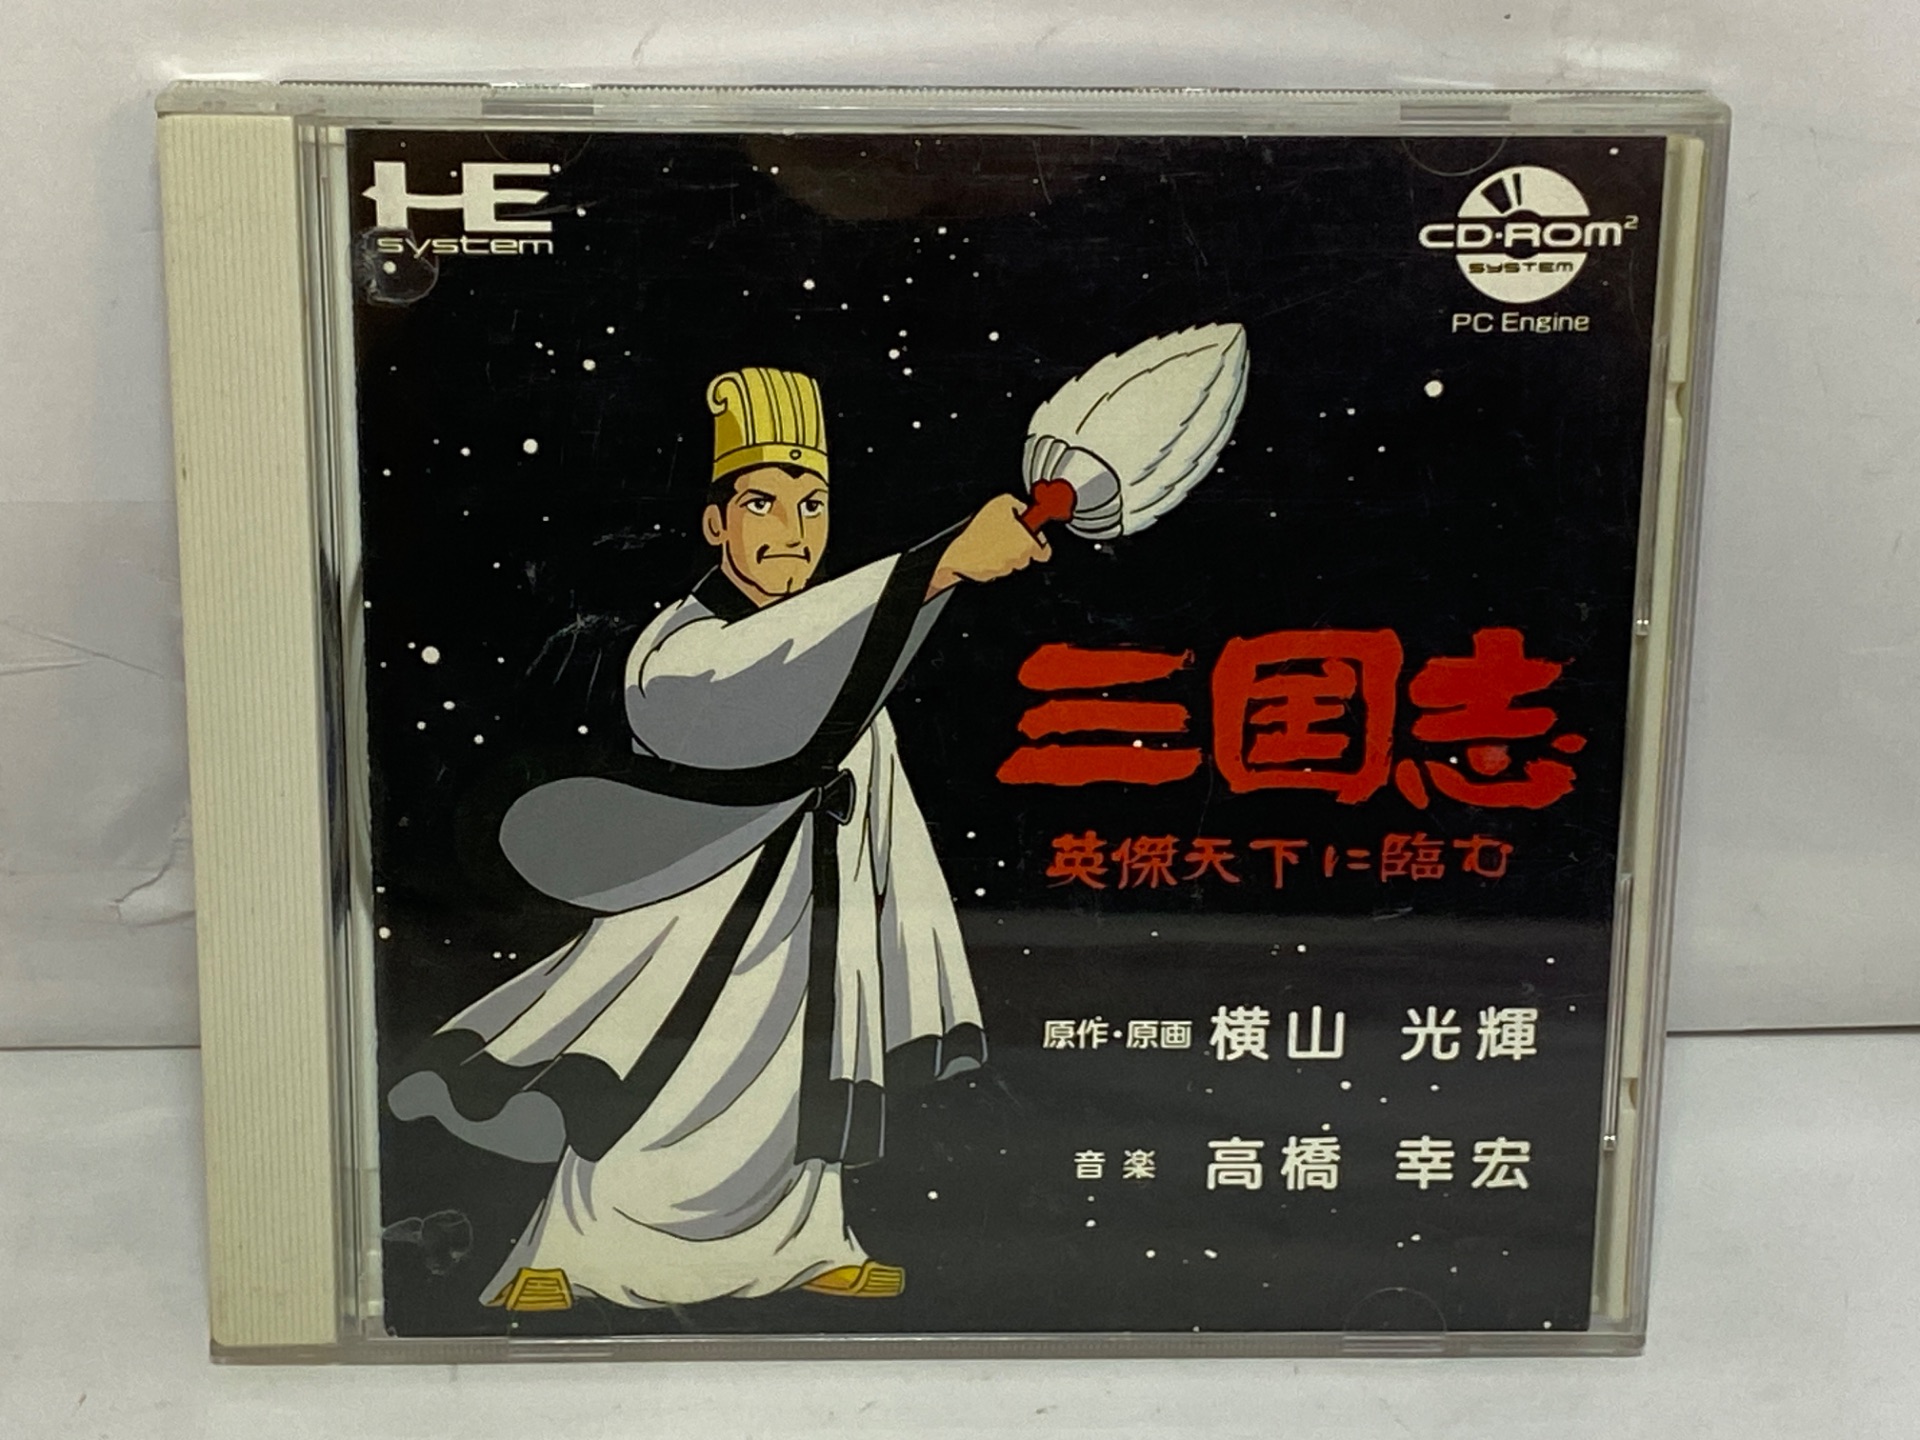 HE
system
CD-ROM²
SYSTEM
PC Engine
三国志
英傑天下に臨む
原作・原画 横山 光輝
音楽 高橋 幸宏